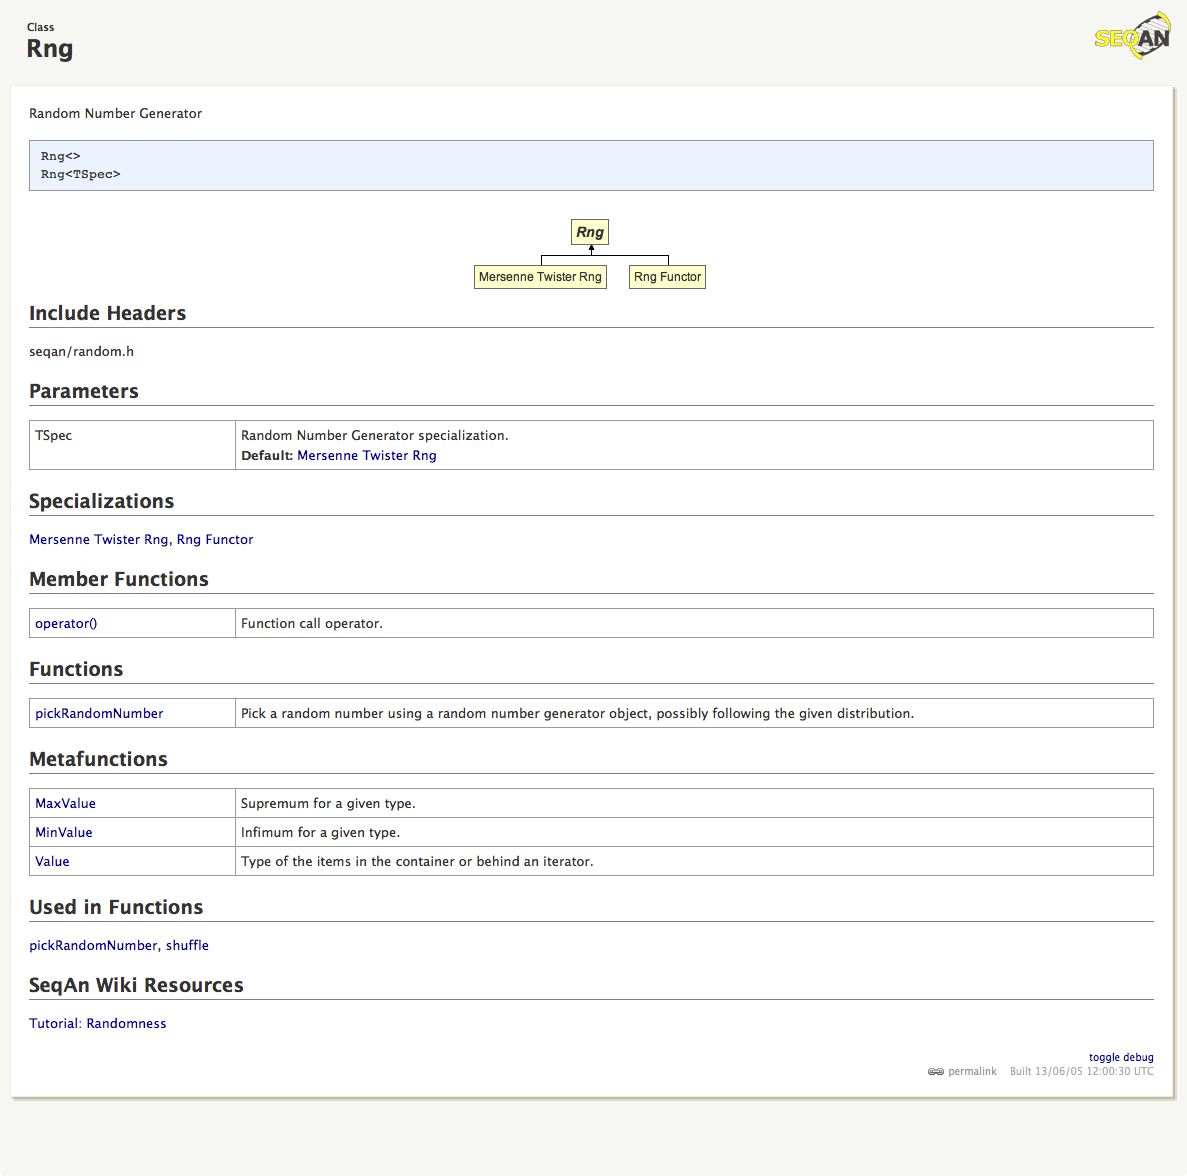 Class
Rng
SEQAN
Random Number Generator
Rng<>
Rng<TSpec>
Rng
Mersenne Twister Rng
Rng Functor
Include Headers
seqan/random.h
Parameters
TSpec
Random Number Generator specialization.
Default: Mersenne Twister Rng
Specializations
Mersenne Twister Rng, Rng Functor
Member Functions
operator()
Function call operator.
Functions
pickRandomNumber
Pick a random number using a random number generator object, possibly following the given distribution.
Metafunctions
MaxValue
Supremum for a given type.
MinValue
Infimum for a given type.
Value
Type of the items in the container or behind an iterator.
Used in Functions
pickRandomNumber, shuffle
SeqAn Wiki Resources
Tutorial: Randomness
toggle debug
permalink Built 13/06/05 12:00:30 UTC